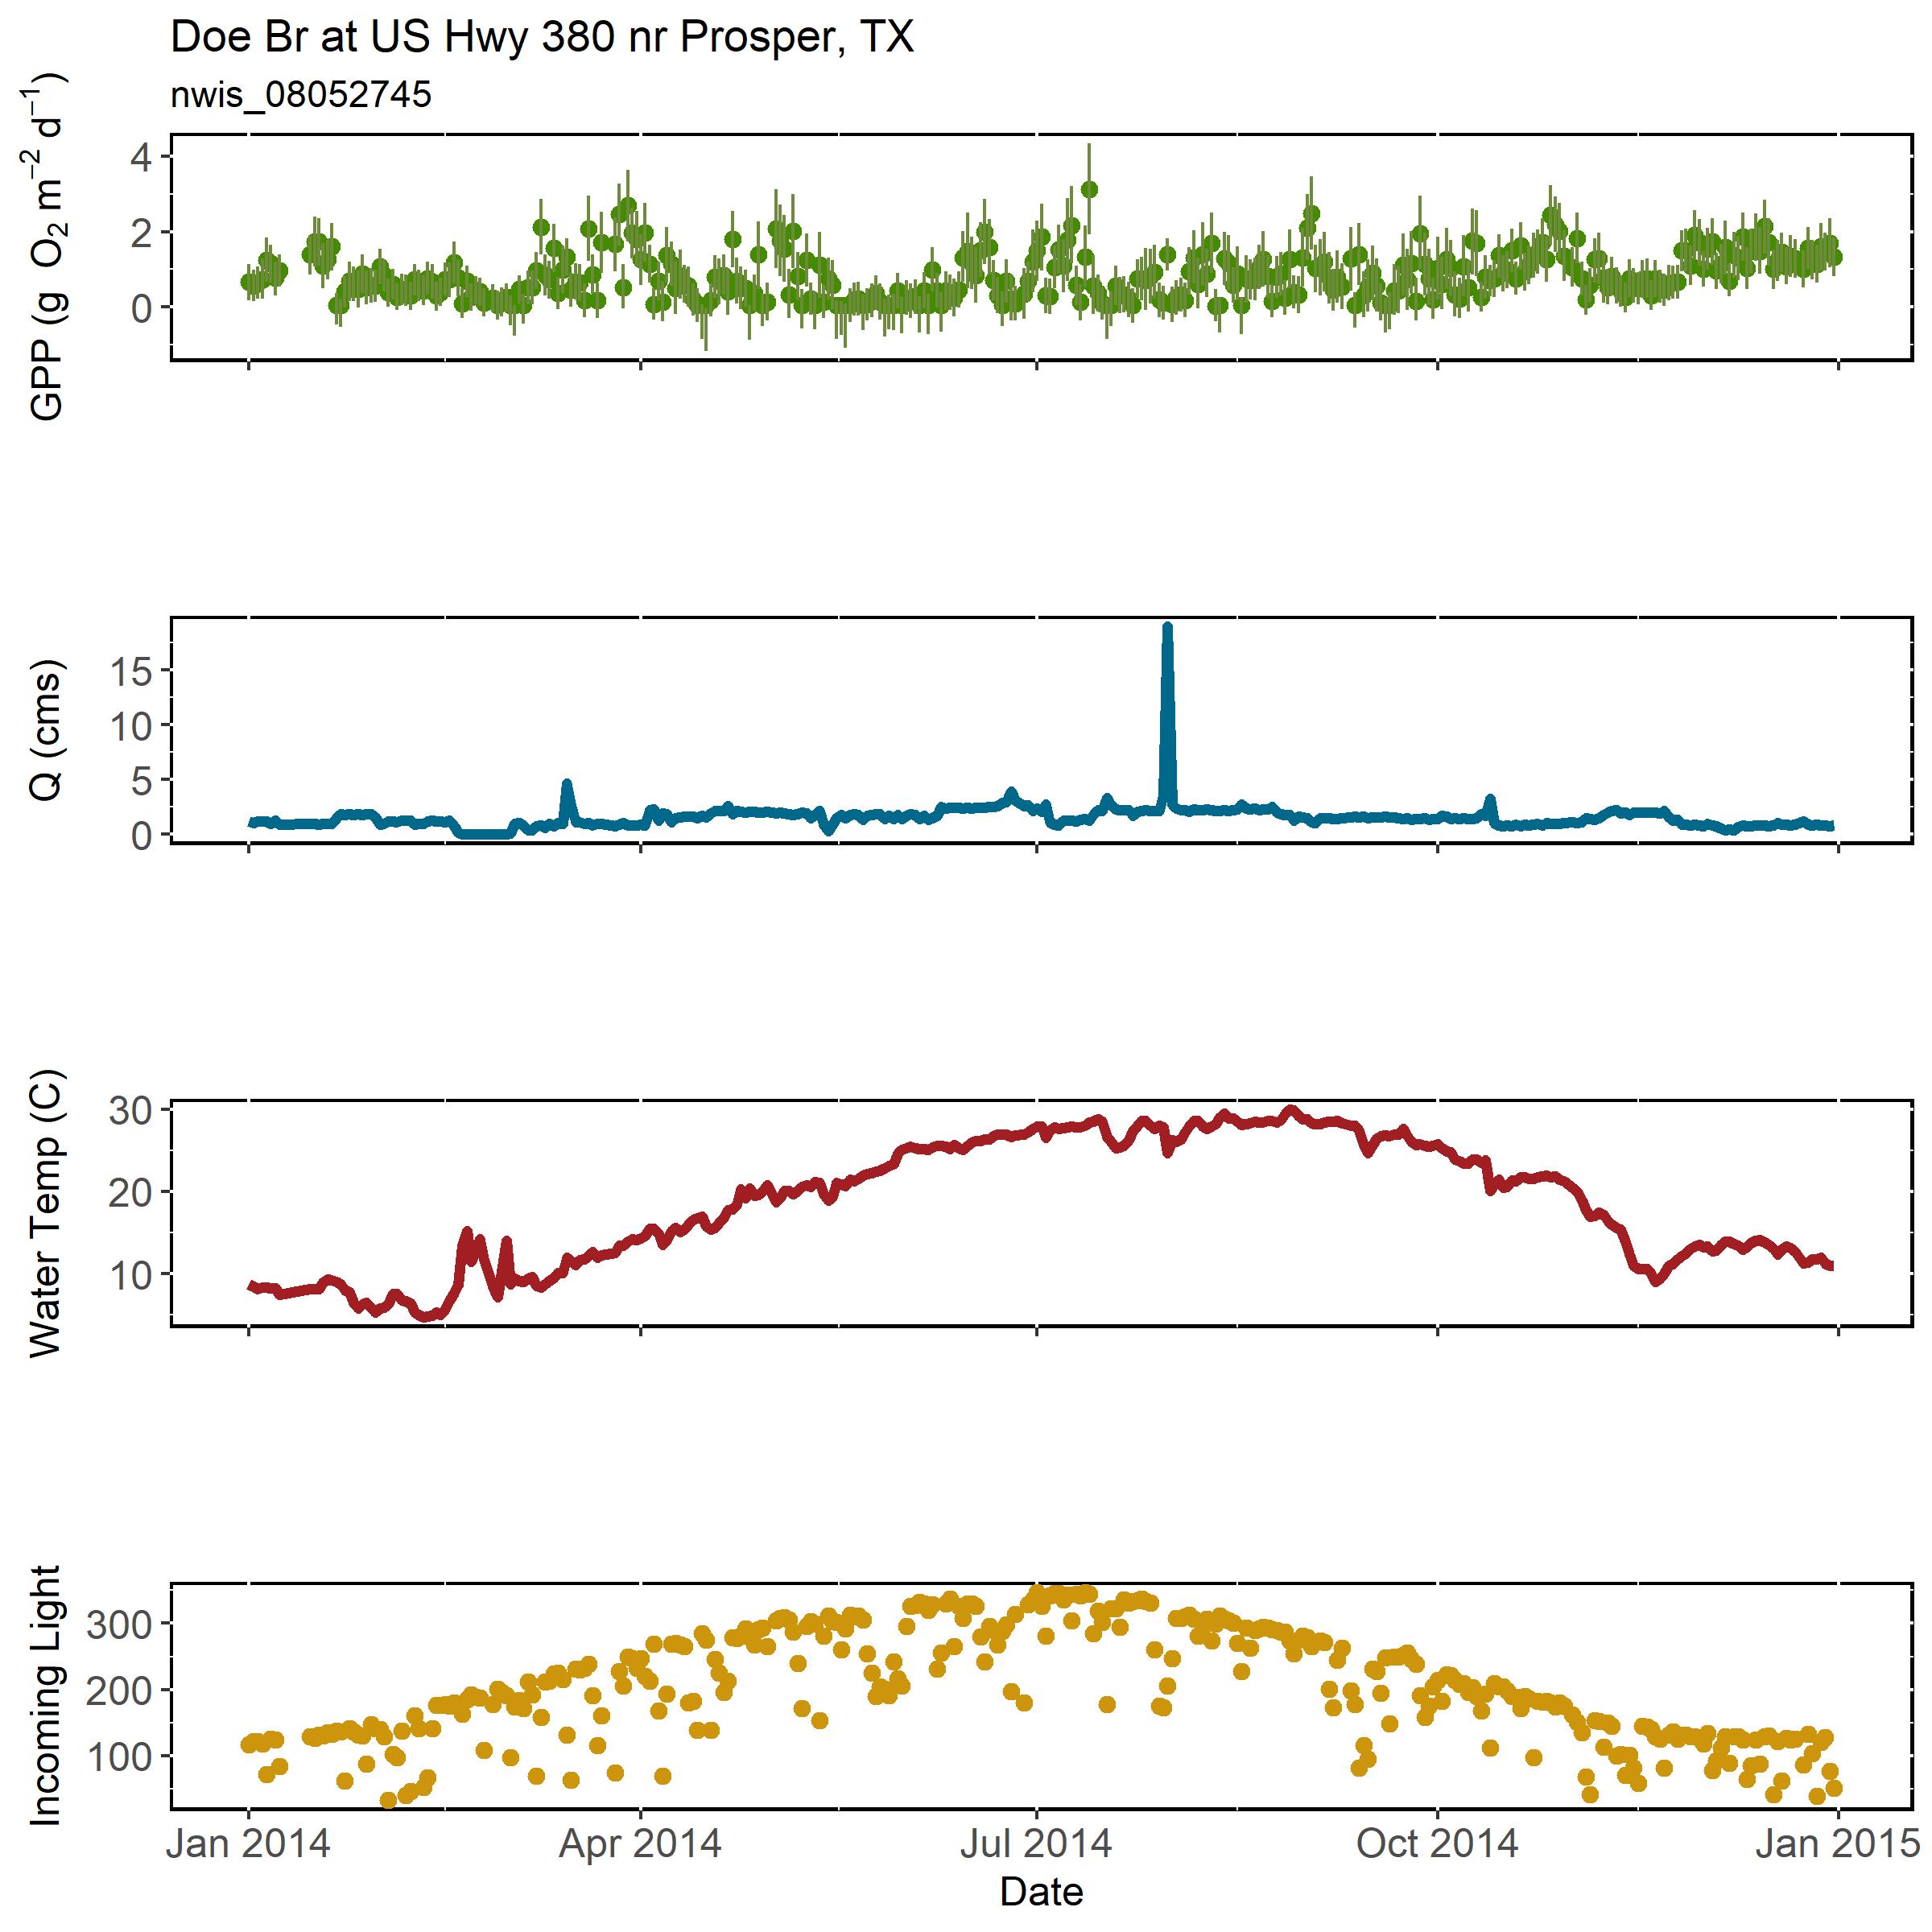 Doe Br at US Hwy 380 nr Prosper, TX
nwis_08052745
GPP (g O₂ m⁻² d⁻¹)
4
2
0
Q (cms)
15
10
5
0
Water Temp (C)
30
20
10
Incoming Light
300
200
100
Jan 2014 Apr 2014 Jul 2014 Oct 2014 Jan 2015
Date